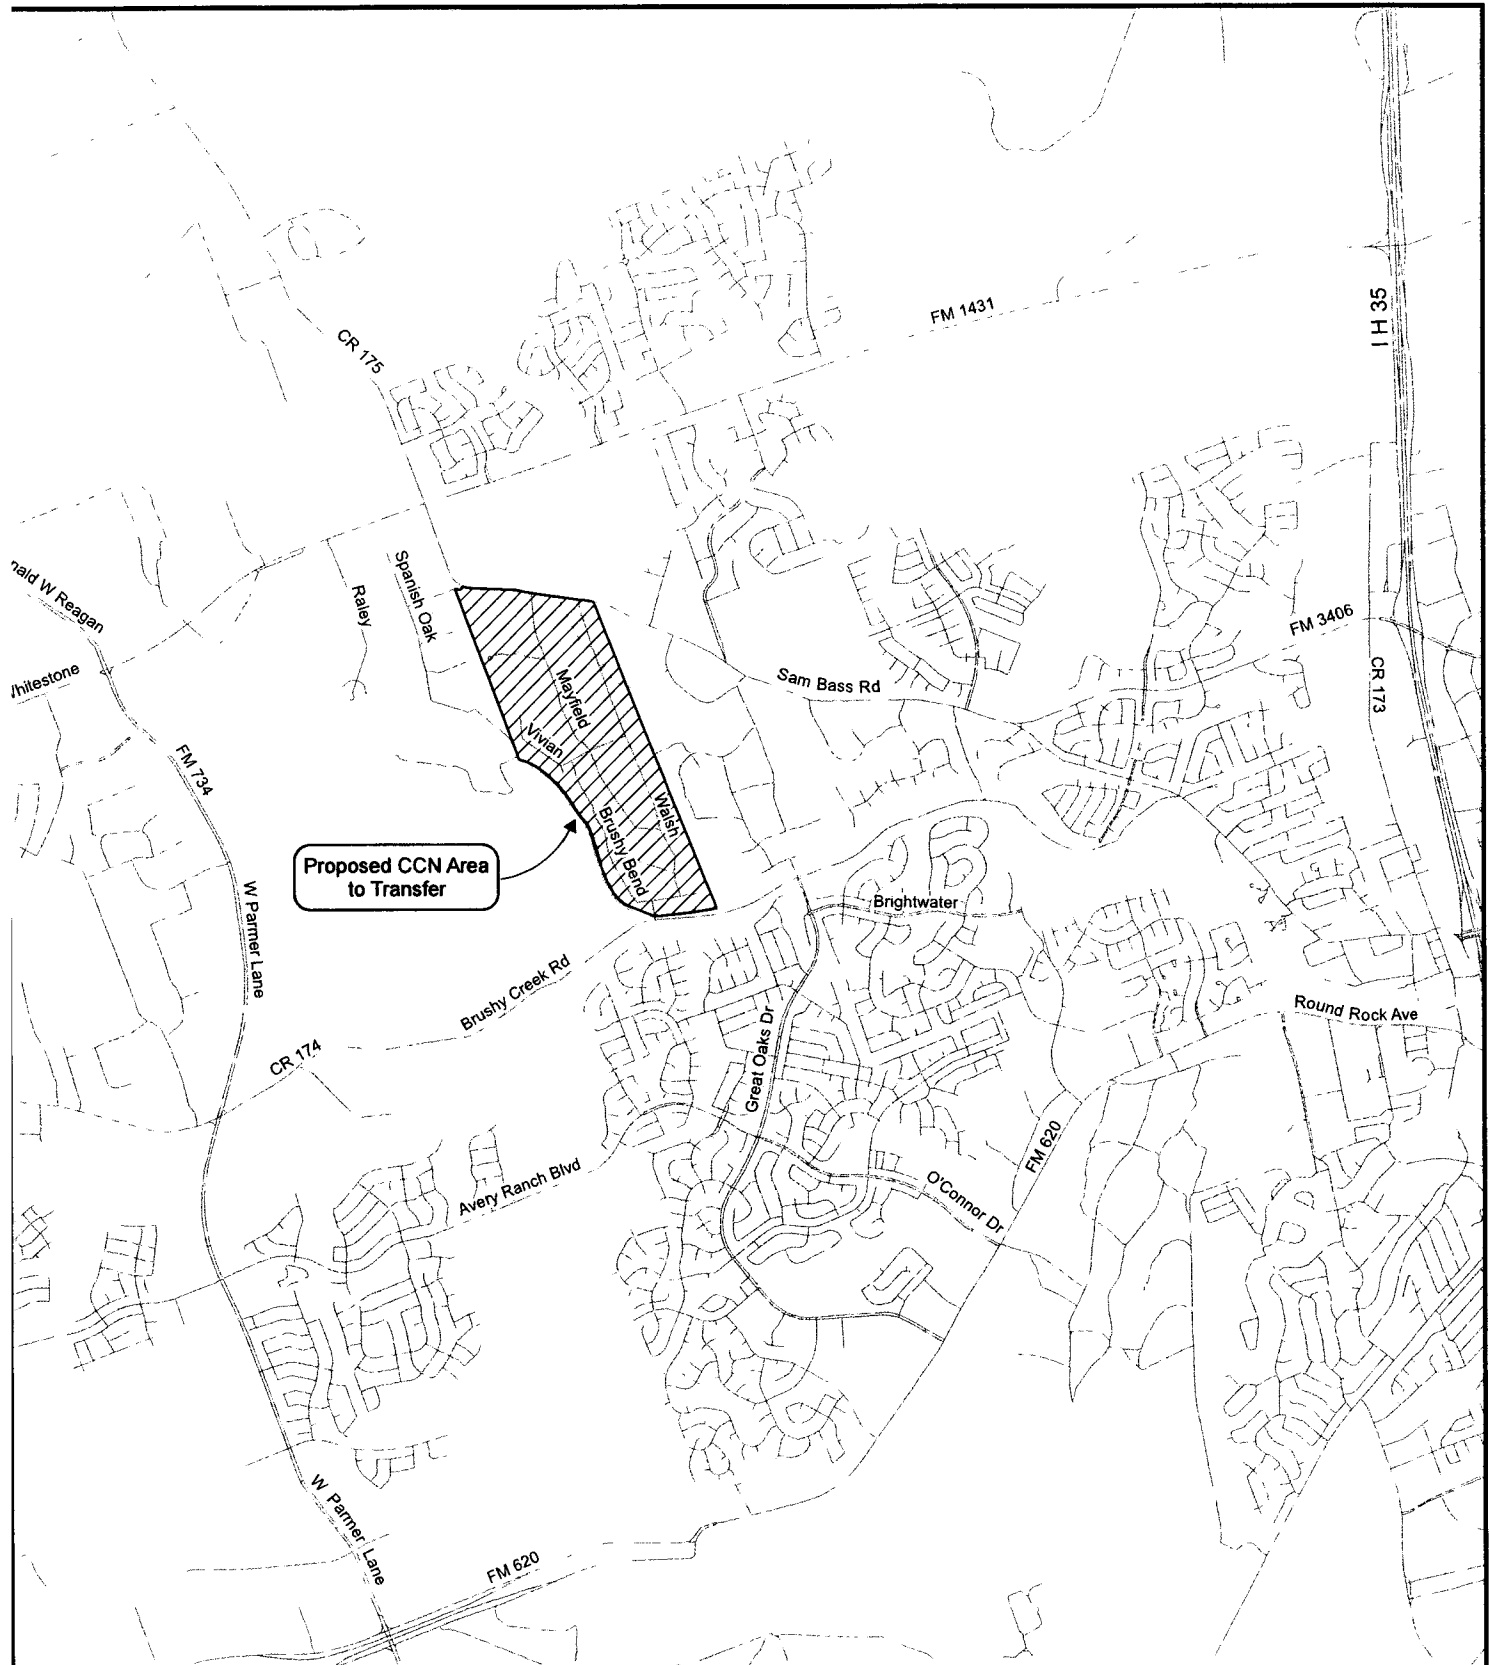 FM 1431
I H 35
CR 175
Spanish Oak
Raley
FM 3406
nald W Reagan
Sam Bass Rd
CR 173
Whitestone
Mayfield
Vivian
FM 734
Walsh
Brushy Bend
Proposed CCN Area
to Transfer
W Parmer Lane
Brightwater
Brushy Creek Rd
Round Rock Ave
Great Oaks Dr
CR 174
FM 620
Avery Ranch Blvd
O'Connor Dr
W Parmer Lane
FM 620